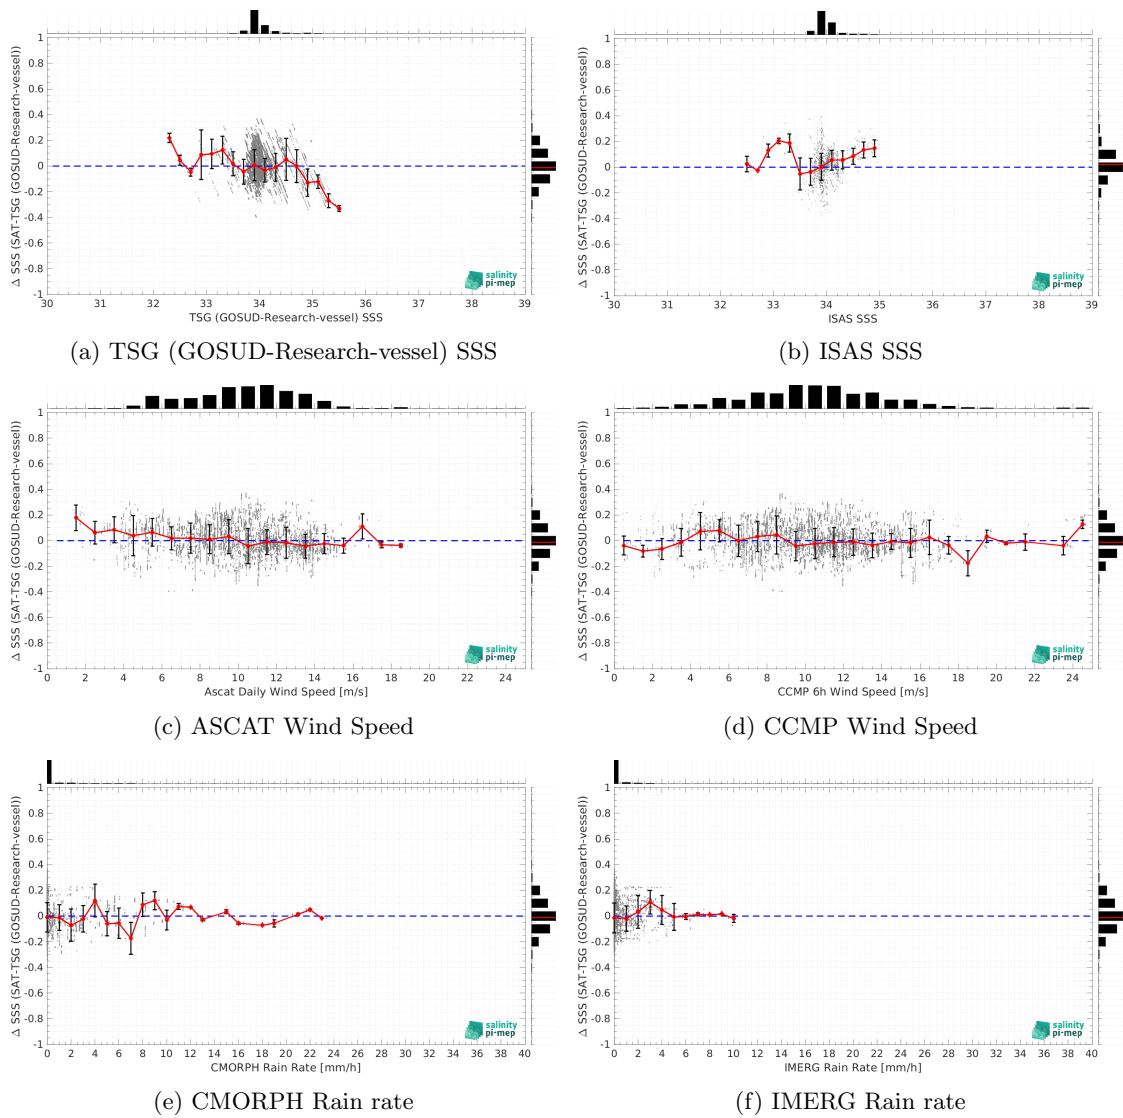 1
0.8
0.6
0.4
0.2
0
-0.2
-0.4
-0.6
-0.8
-1
Δ SSS (SAT-TSG (GOSUD-Research-vessel))
30 31 32 33 34 35 36 37 38 39
TSG (GOSUD-Research-vessel) SSS
salinity
pi-mep
(a) TSG (GOSUD-Research-vessel) SSS
1
0.8
0.6
0.4
0.2
0
-0.2
-0.4
-0.6
-0.8
-1
Δ SSS (SAT-TSG (GOSUD-Research-vessel))
30 31 32 33 34 35 36 37 38 39
ISAS SSS
salinity
pi-mep
(b) ISAS SSS
1
0.8
0.6
0.4
0.2
0
-0.2
-0.4
-0.6
-0.8
-1
Δ SSS (SAT-TSG (GOSUD-Research-vessel))
0 2 4 6 8 10 12 14 16 18 20 22 24
Ascat Daily Wind Speed [m/s]
salinity
pi-mep
(c) ASCAT Wind Speed
1
0.8
0.6
0.4
0.2
0
-0.2
-0.4
-0.6
-0.8
-1
Δ SSS (SAT-TSG (GOSUD-Research-vessel))
0 2 4 6 8 10 12 14 16 18 20 22 24
CCMP 6h Wind Speed [m/s]
salinity
pi-mep
(d) CCMP Wind Speed
1
0.8
0.6
0.4
0.2
0
-0.2
-0.4
-0.6
-0.8
-1
Δ SSS (SAT-TSG (GOSUD-Research-vessel))
0 2 4 6 8 10 12 14 16 18 20 22 24 26 28 30 32 34 36 38 40
CMORPH Rain Rate [mm/h]
salinity
pi-mep
(e) CMORPH Rain rate
1
0.8
0.6
0.4
0.2
0
-0.2
-0.4
-0.6
-0.8
-1
Δ SSS (SAT-TSG (GOSUD-Research-vessel))
0 2 4 6 8 10 12 14 16 18 20 22 24 26 28 30 32 34 36 38 40
IMERG Rain Rate [mm/h]
salinity
pi-mep
(f) IMERG Rain rate